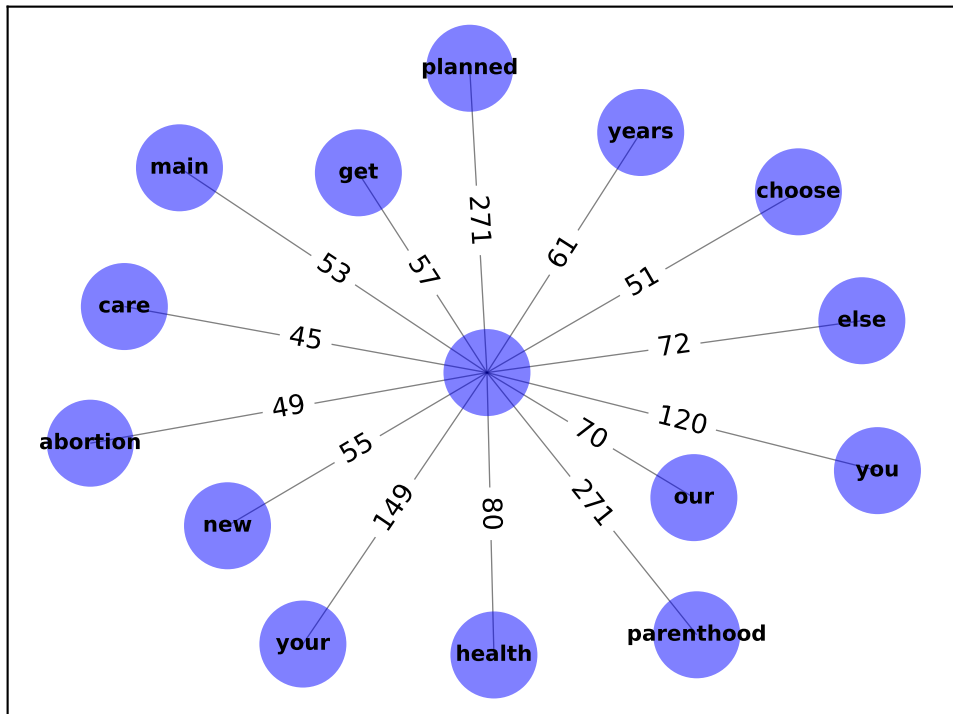 planned
years
main
get
choose
271
61
53
57
51
care
else
45
72
49
120
abortion
55
70
you
new
149
80
271
our
your
health
parenthood